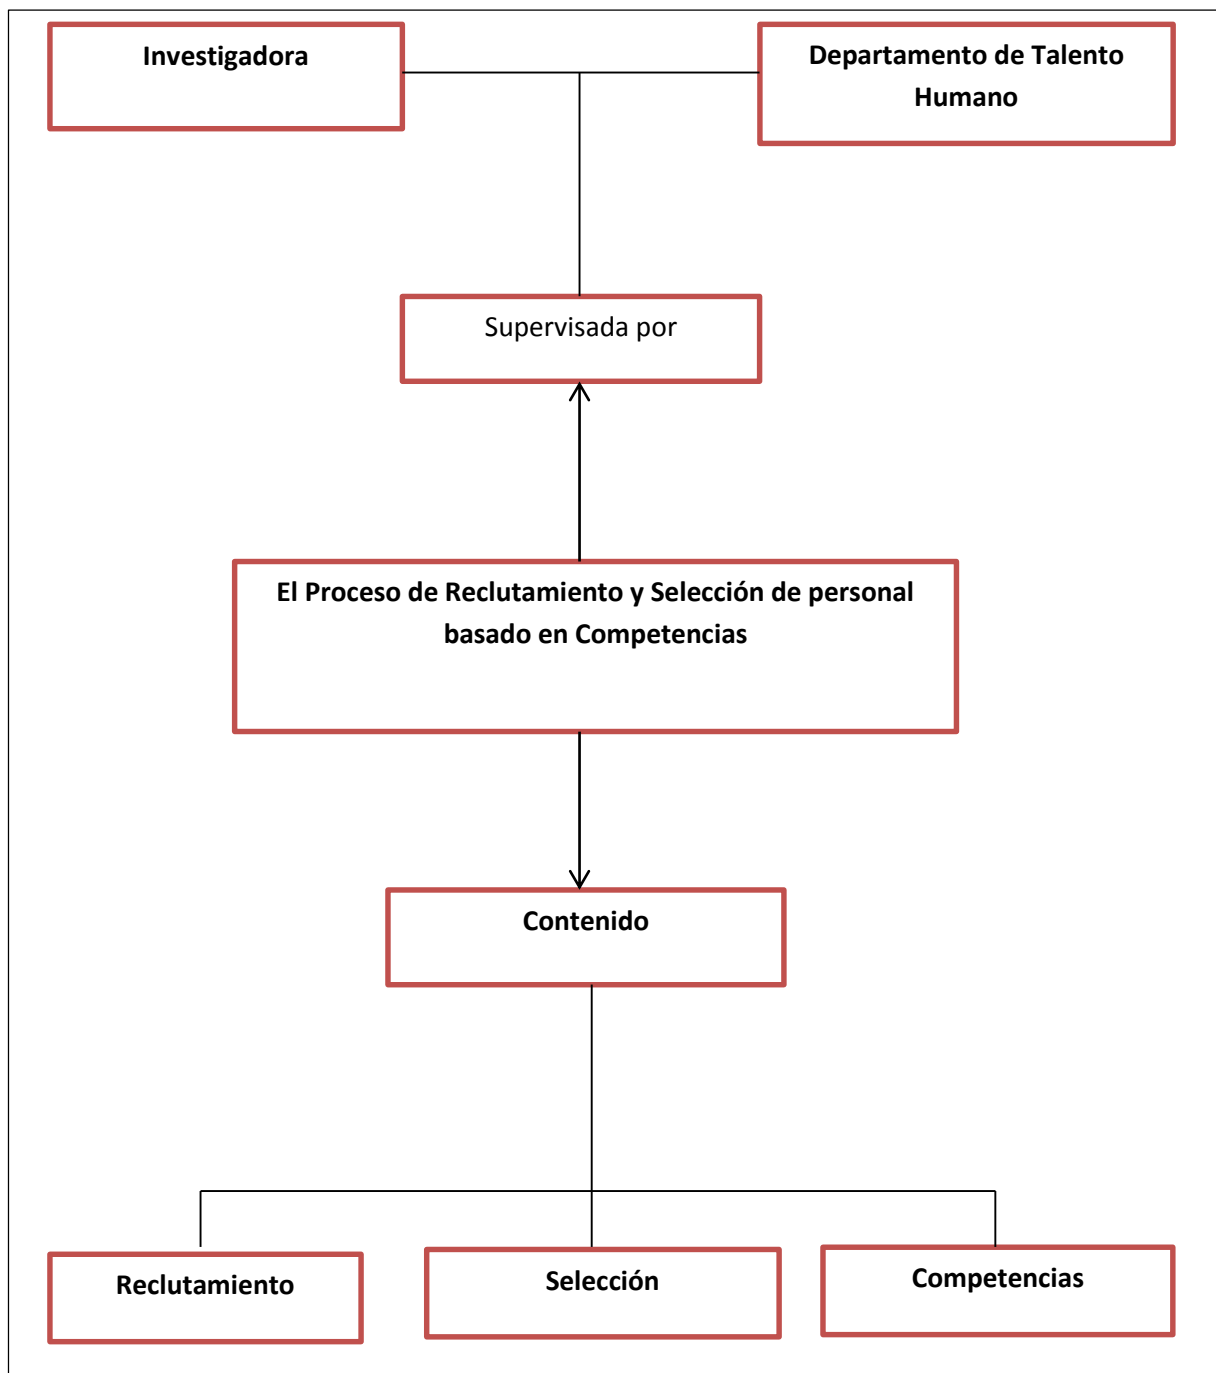 Investigadora
Departamento de Talento
Humano
Supervisada por
El Proceso de Reclutamiento y Selección de personal
basado en Competencias
Contenido
Reclutamiento
Selección
Competencias